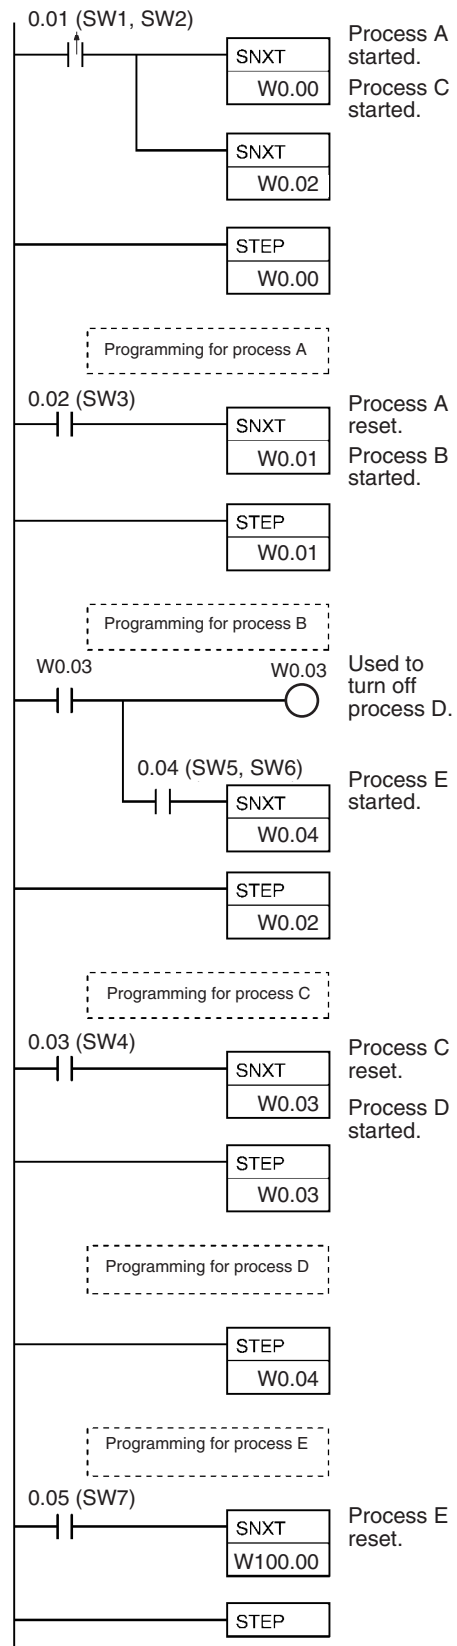 0.01 (SW1, SW2)
SNXT
W0.00
Process A
started.
Process C
started.
SNXT
W0.02
STEP
W0.00
Programming for process A
0.02 (SW3)
SNXT
W0.01
Process A
reset.
Process B
started.
STEP
W0.01
Programming for process B
W0.03
W0.03
Used to
turn off
process D.
0.04 (SW5, SW6)
SNXT
W0.04
Process E
started.
STEP
W0.02
Programming for process C
0.03 (SW4)
SNXT
W0.03
Process C
reset.
Process D
started.
STEP
W0.03
Programming for process D
STEP
W0.04
Programming for process E
0.05 (SW7)
SNXT
W100.00
Process E
reset.
STEP